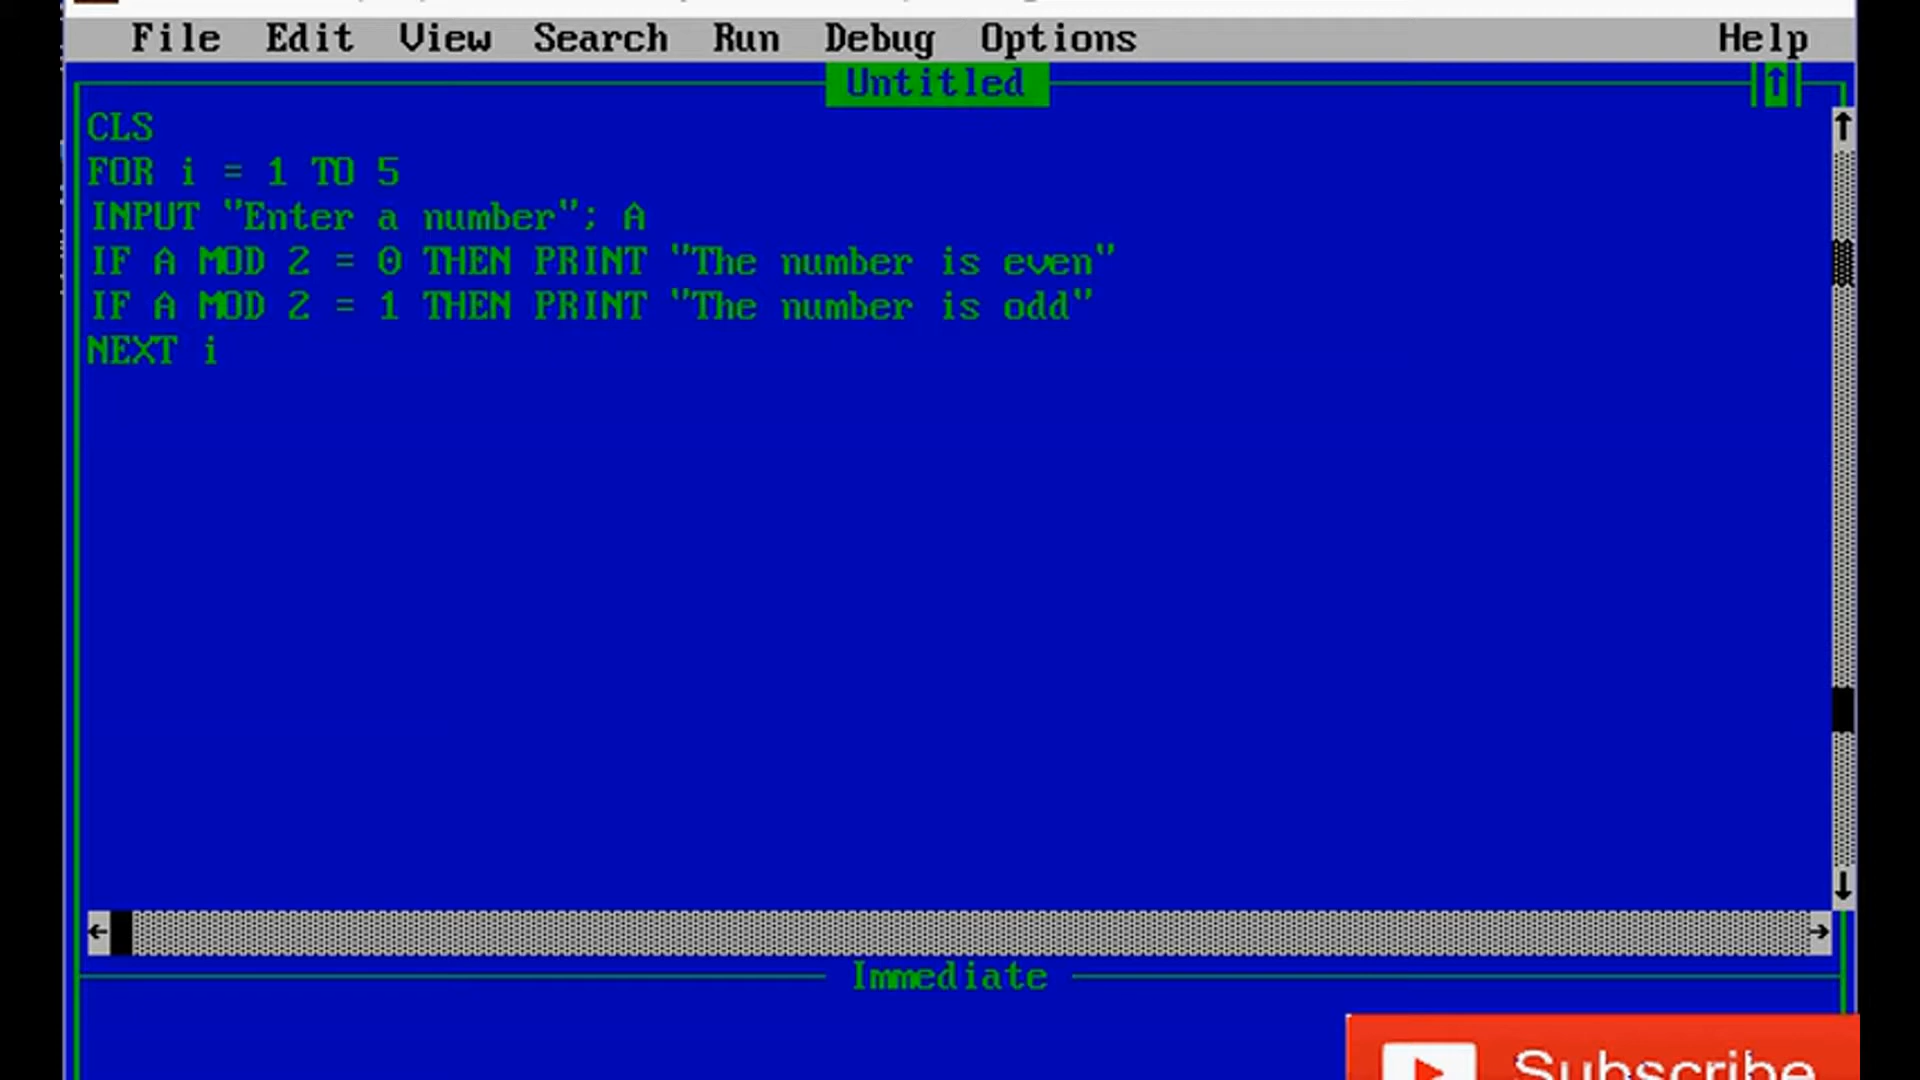 File Edit View Search Run Debug Options Help
Untitled
CLS
FOR i = 1 TO 5
INPUT "Enter a number"; A
IF A MOD 2 = 0 THEN PRINT "The number is even"
IF A MOD 2 = 1 THEN PRINT "The number is odd"
NEXT i
Immediate
Subscribe